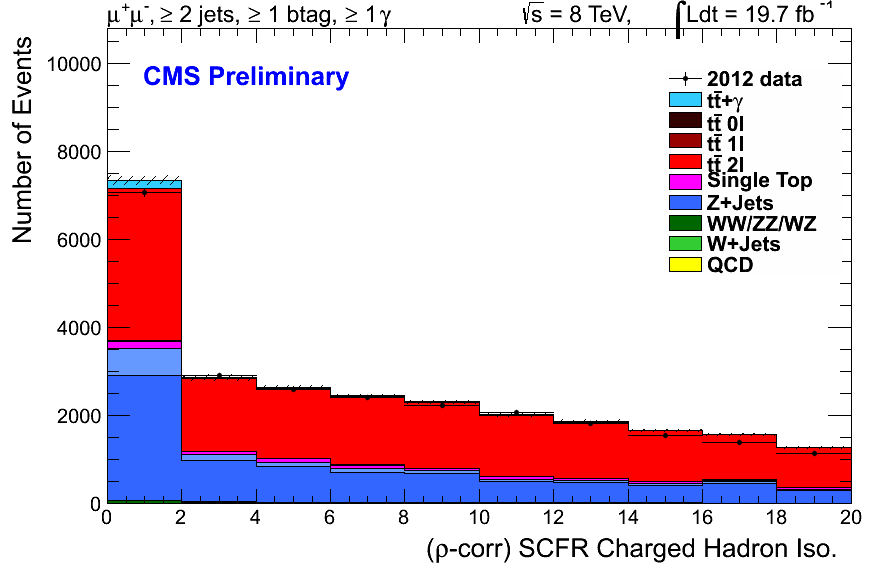 μ⁺μ⁻, ≥ 2 jets, ≥ 1 btag, ≥ 1 γ √s = 8 TeV, ∫Ldt = 19.7 fb⁻¹
CMS Preliminary
Number of Events
10000
8000
6000
4000
2000
0
2012 data
tt̄+γ
tt̄ 0l
tt̄ 1l
tt̄ 2l
Single Top
Z+Jets
WW/ZZ/WZ
W+Jets
QCD
0 2 4 6 8 10 12 14 16 18 20
(ρ-corr) SCFR Charged Hadron Iso.